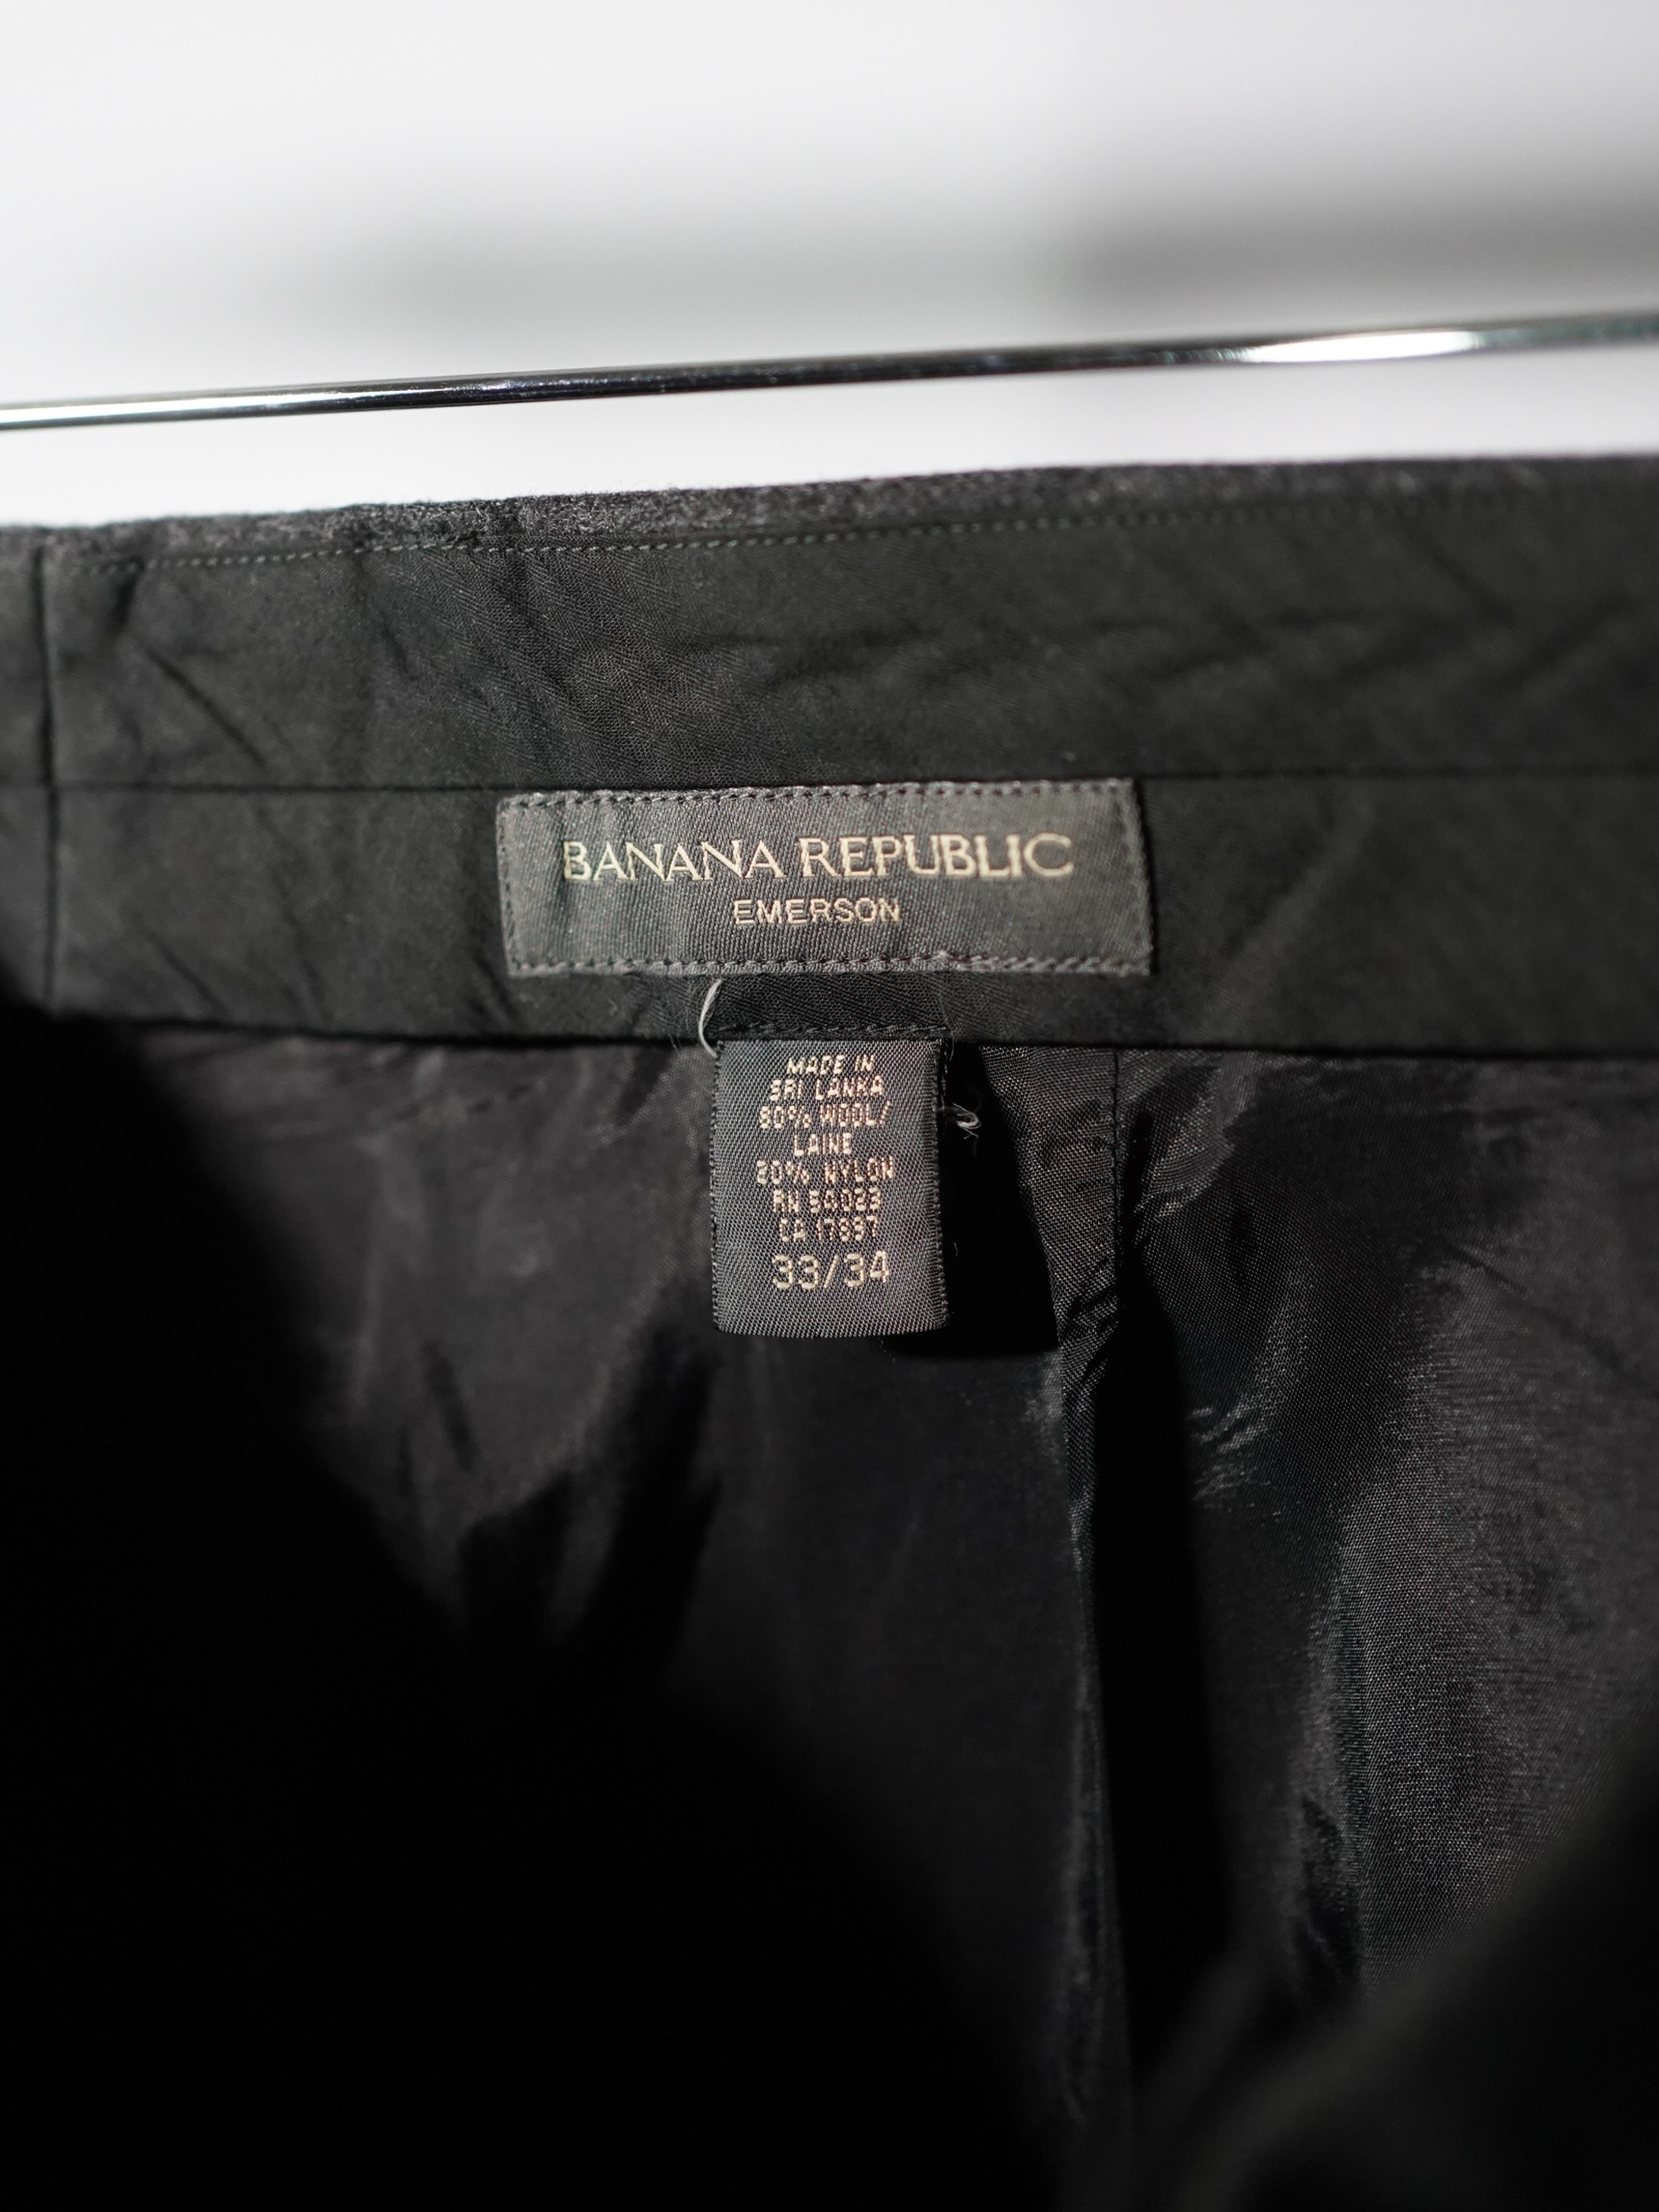 BANANA REPUBLIC
EMERSON
MADE IN
SRI LANKA
80% WOOL/
LAINE
20% NYLON
RN 54023
CA 17897
33/34